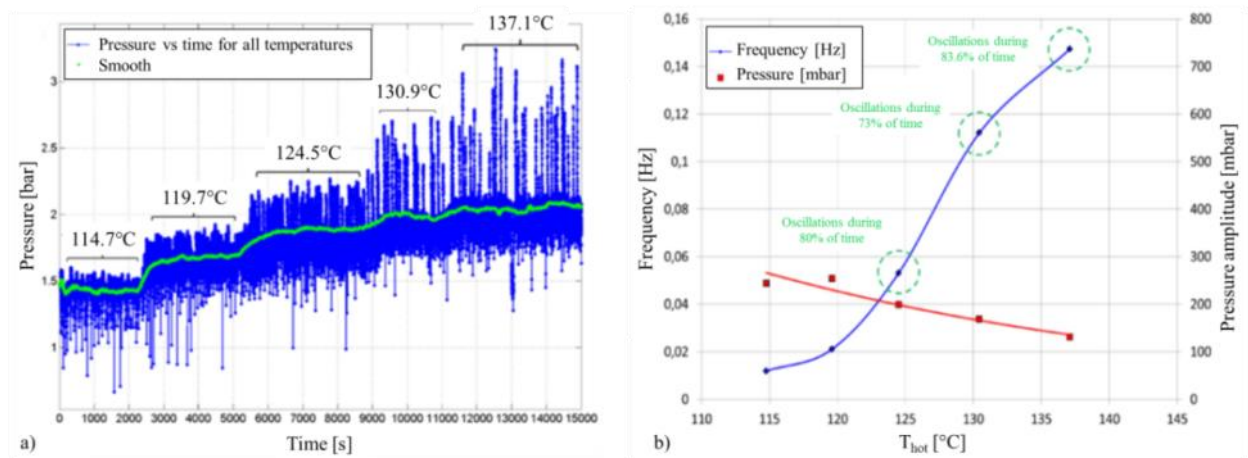 Pressure vs time for all temperatures
Smooth
137.1°C
130.9°C
124.5°C
119.7°C
114.7°C
3
2.5
2
1.5
1
Pressure [bar]
0 1000 2000 3000 4000 5000 6000 7000 8000 9000 10000 11000 12000 13000 14000 15000
Time [s]
a)
0,16
0,14
0,12
0,1
0,08
0,06
0,04
0,02
0
Frequency [Hz]
Frequency [Hz]
Pressure [mbar]
Oscillations during
83.6% of time
Oscillations during
73% of time
Oscillations during
80% of time
800
700
600
500
400
300
200
100
0
Pressure amplitude [mbar]
110 115 120 125 130 135 140 145
Thot [°C]
b)